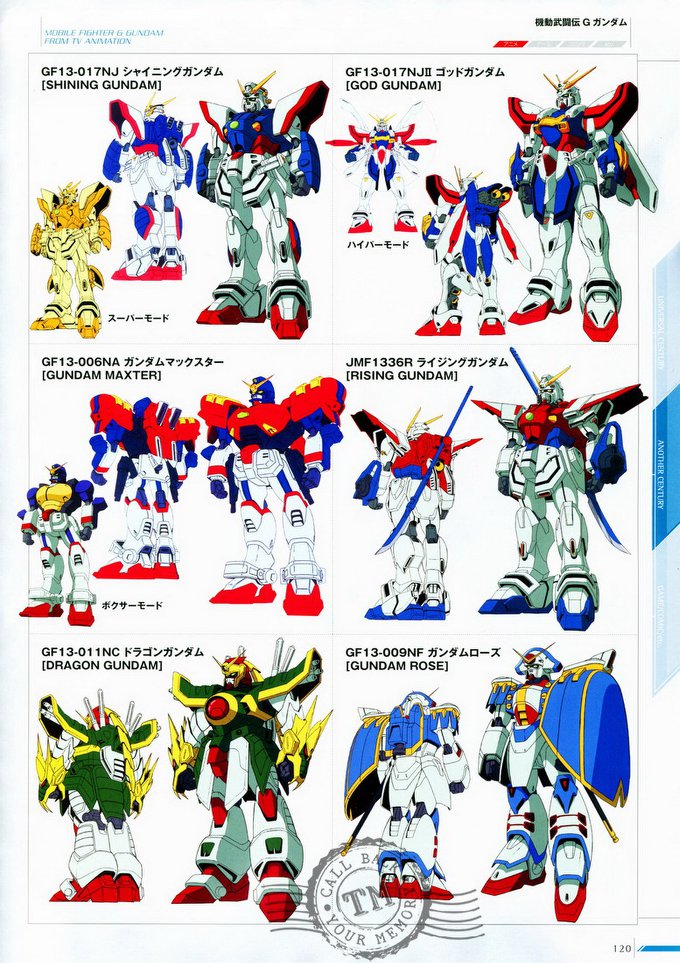 MOBILE FIGHTER G GUNDAM
FROM TV ANIMATION
機動武闘伝Gガンダム
アニメ
GF13-017NJ シャイニングガンダム
[SHINING GUNDAM]
スーパーモード
GF13-017NJII ゴッドガンダム
[GOD GUNDAM]
ハイパーモード
GF13-006NA ガンダムマックスター
[GUNDAM MAXTER]
ボクサーモード
JMF1336R ライジングガンダム
[RISING GUNDAM]
GF13-011NC ドラゴンガンダム
[DRAGON GUNDAM]
GF13-009NF ガンダムローズ
[GUNDAM ROSE]
UNIVERSAL CENTURY
ANOTHER CENTURY
CALL BA
TM
YOUR MEMOR
120